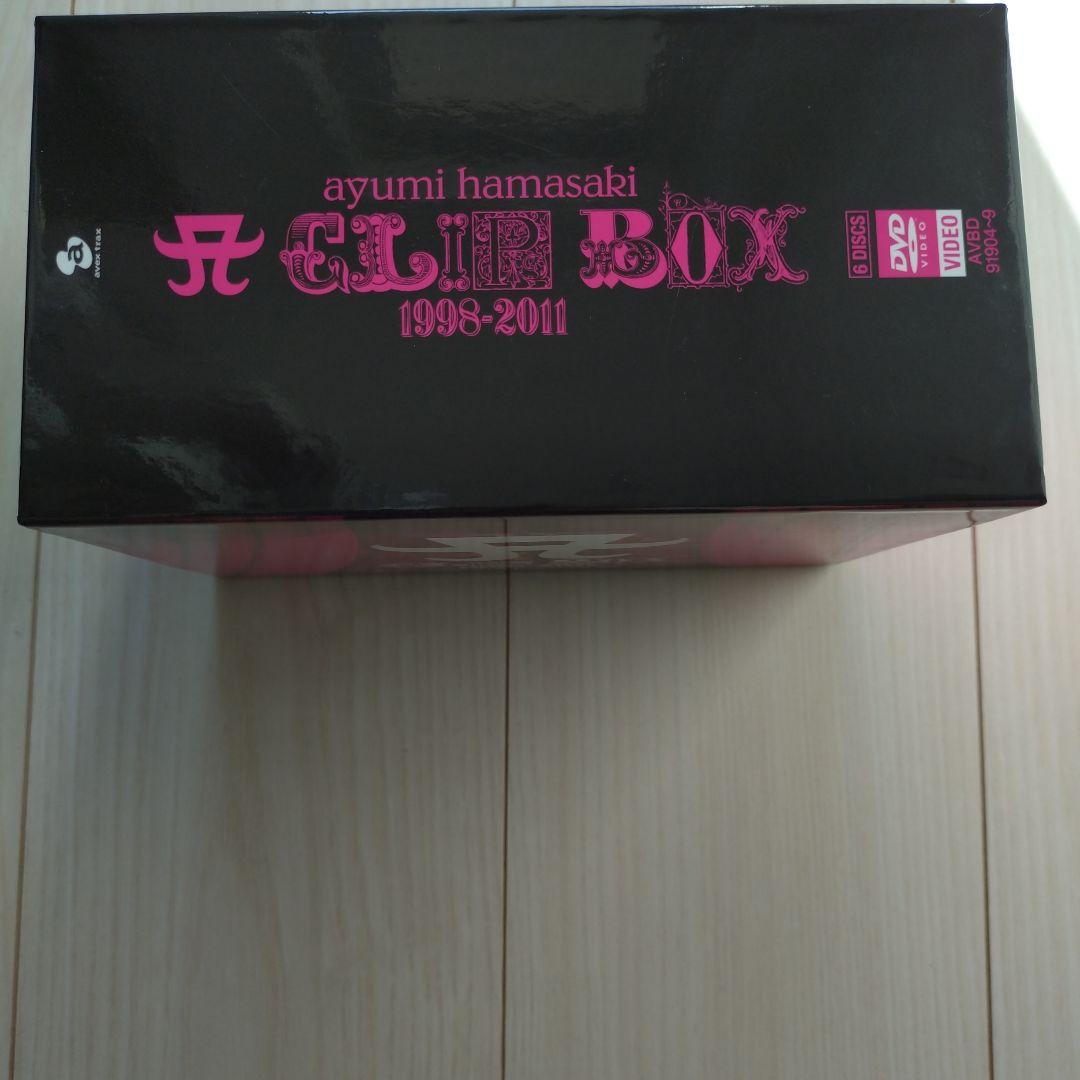 a
avex trax
ayumi hamasaki
A CLIP BOX
1998-2011
6 DISCS
DVD
VIDEO
VIDEO
AVBD
91904~9